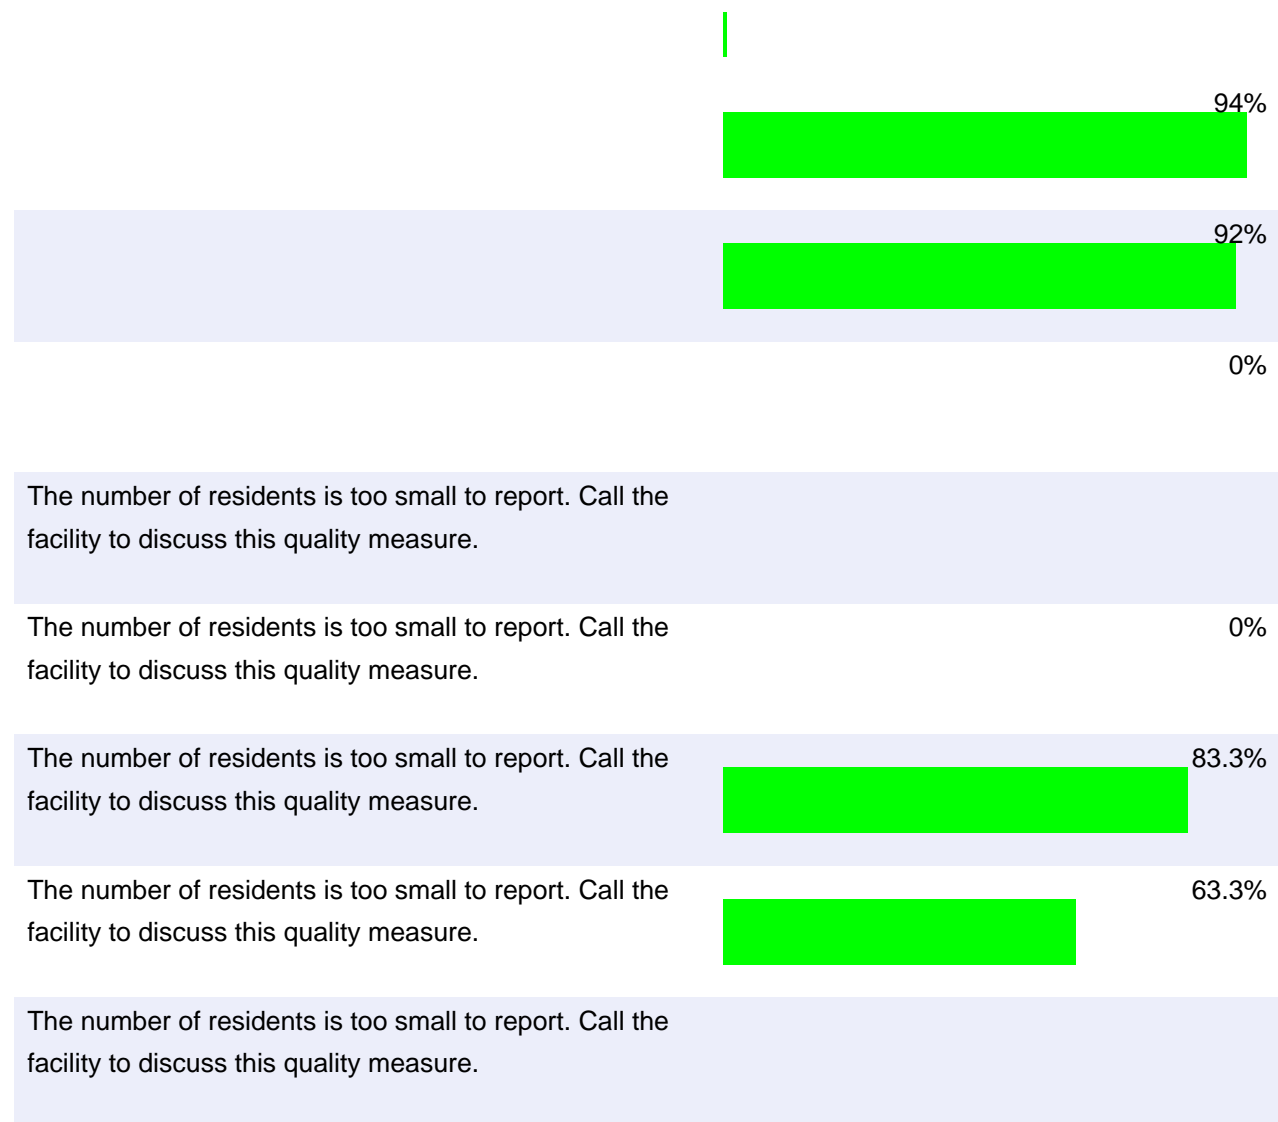 94%
92%
0%
The number of residents is too small to report. Call the
facility to discuss this quality measure.
The number of residents is too small to report. Call the
0%
facility to discuss this quality measure.
The number of residents is too small to report. Call the
83.3%
facility to discuss this quality measure.
The number of residents is too small to report. Call the
63.3%
facility to discuss this quality measure.
The number of residents is too small to report. Call the
facility to discuss this quality measure.